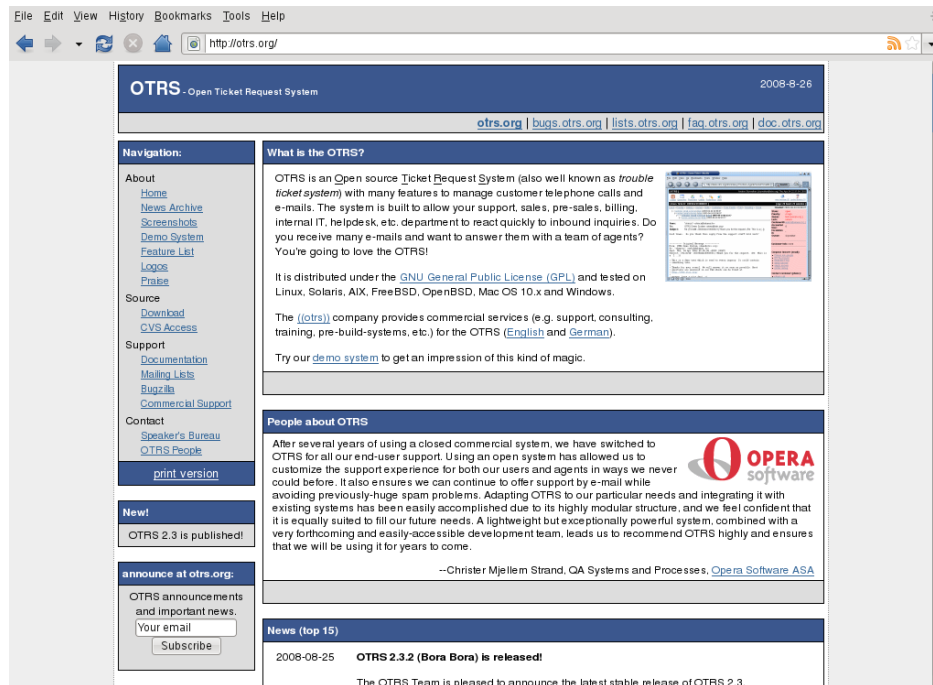 File Edit View History Bookmarks Tools Help
http://otrs.org/
OTRS - Open Ticket Request System
2008-8-26
otrs.org | bugs.otrs.org | lists.otrs.org | faq.otrs.org | doc.otrs.org
Navigation:
About
Home
News Archive
Screenshots
Demo System
Feature List
Logos
Praise
Source
Download
CVS Access
Support
Documentation
Mailing Lists
Bugzilla
Commercial Support
Contact
Speaker's Bureau
OTRS People
print version
New!
OTRS 2.3 is published!
announce at otrs.org:
OTRS announcements
and important news.
Your email
Subscribe
What is the OTRS?
OTRS is an Open source Ticket Request System (also well known as trouble
ticket system) with many features to manage customer telephone calls and
e-mails. The system is built to allow your support, sales, pre-sales, billing,
internal IT, helpdesk, etc. department to react quickly to inbound inquiries. Do
you receive many e-mails and want to answer them with a team of agents?
You're going to love the OTRS!
It is distributed under the GNU General Public License (GPL) and tested on
Linux, Solaris, AIX, FreeBSD, OpenBSD, Mac OS 10.x and Windows.
The ((otrs)) company provides commercial services (e.g. support, consulting,
training, pre-build-systems, etc.) for the OTRS (English and German).
Try our demo system to get an impression of this kind of magic.
People about OTRS
After several years of using a closed commercial system, we have switched to
OTRS for all our end-user support. Using an open system has allowed us to
customize the support experience for both our users and agents in ways we never
could before. It also ensures we can continue to offer support by e-mail while
avoiding previously-huge spam problems. Adapting OTRS to our particular needs and integrating it with
existing systems has been easily accomplished due to its highly modular structure, and we feel confident that
it is equally suited to fill our future needs. A lightweight but exceptionally powerful system, combined with a
very forthcoming and easily-accessible development team, leads us to recommend OTRS highly and ensures
that we will be using it for years to come.
OPERA
software
--Christer Mjellem Strand, QA Systems and Processes, Opera Software ASA
News (top 15)
2008-08-25 OTRS 2.3.2 (Bora Bora) is released!
The OTRS Team is pleased to announce the latest stable release of OTRS 2.3.